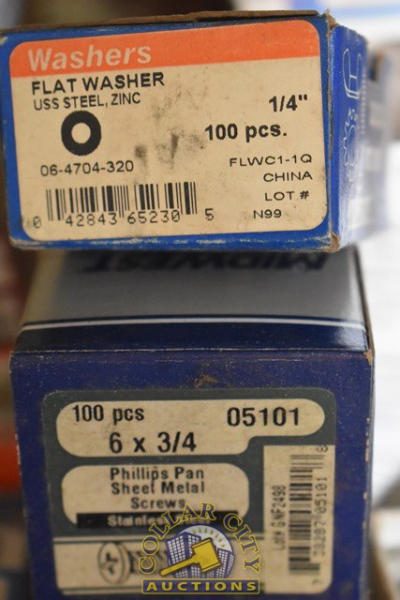 Washers
FLAT WASHER
USS STEEL, ZINC
1/4"
100 pcs.
06-4704-320
FLWC1-1Q
CHINA
LOT #
N99
0 42843 65230 5
MIDWEST
100 pcs
05101
6 x 3/4
Phillips Pan
Sheet Metal
Screws
COLLAR CITY
AUCTIONS